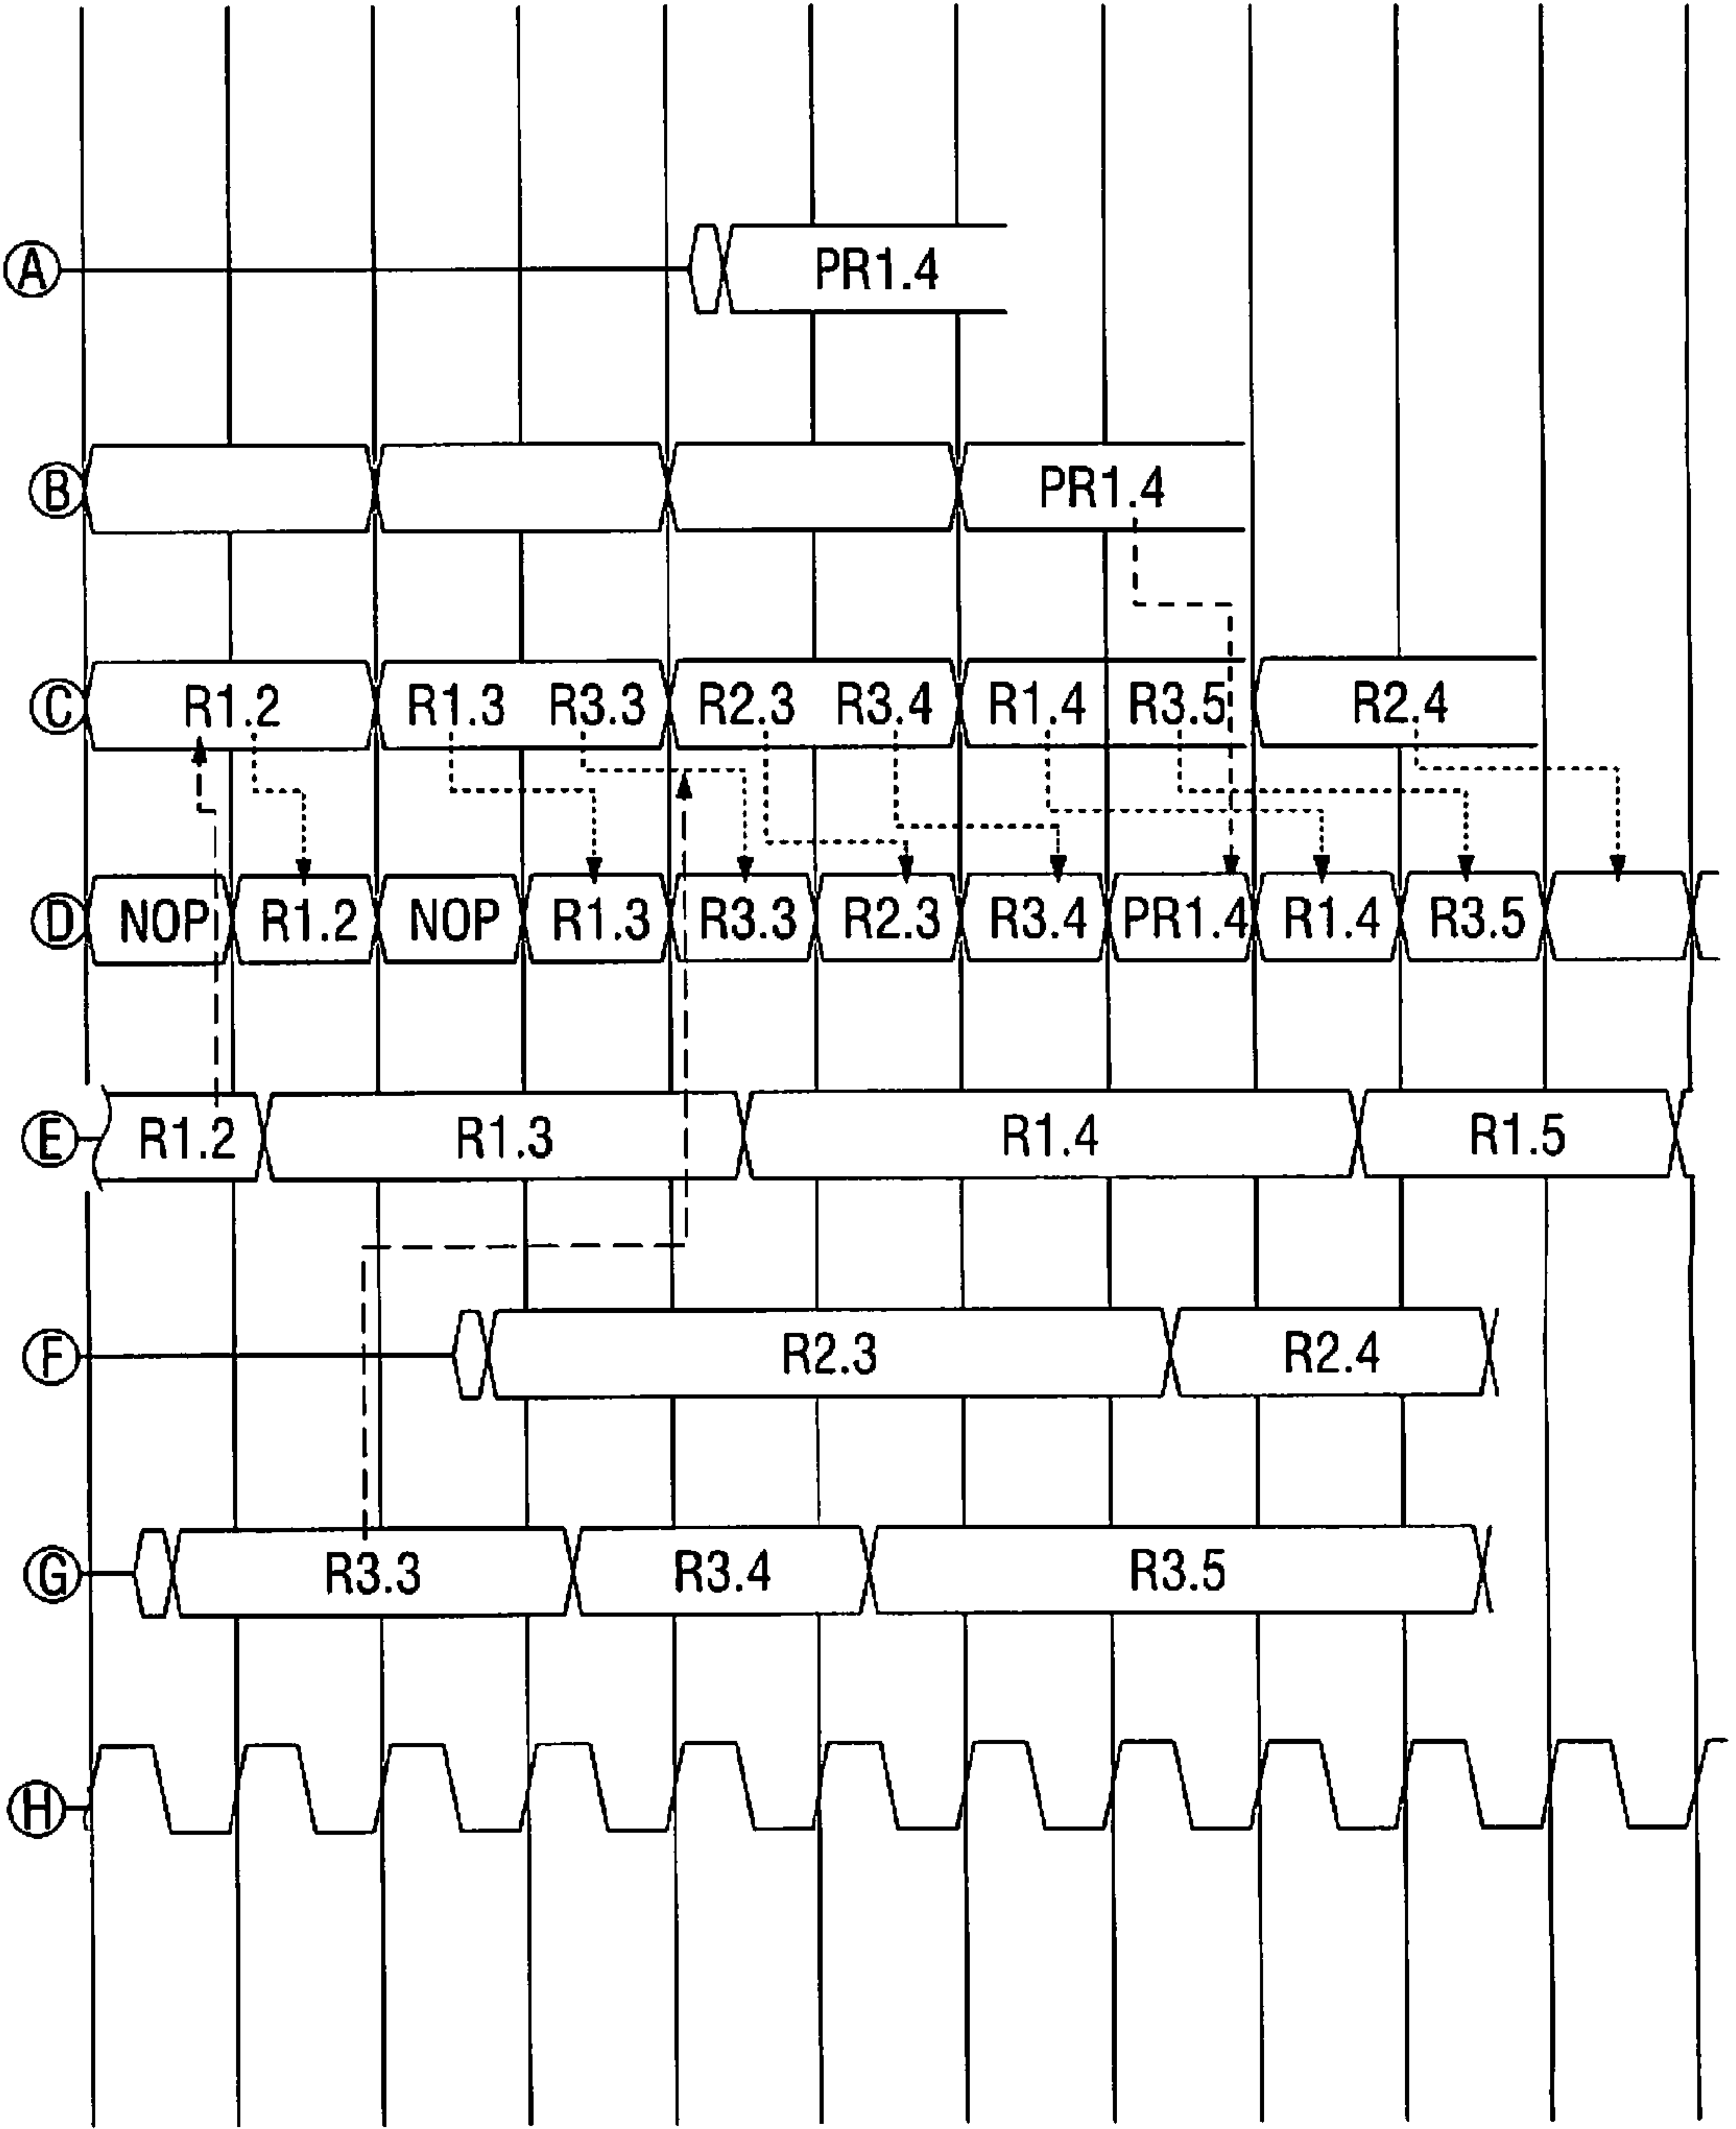 A PR1.4
B PR1.4
C R1.2 R1.3 R3.3 R2.3 R3.4 R1.4 R3.5 R2.4
D NOP R1.2 NOP R1.3 R3.3 R2.3 R3.4 PR1.4 R1.4 R3.5
E R1.2 R1.3 R1.4 R1.5
F R2.3 R2.4
G R3.3 R3.4 R3.5
H